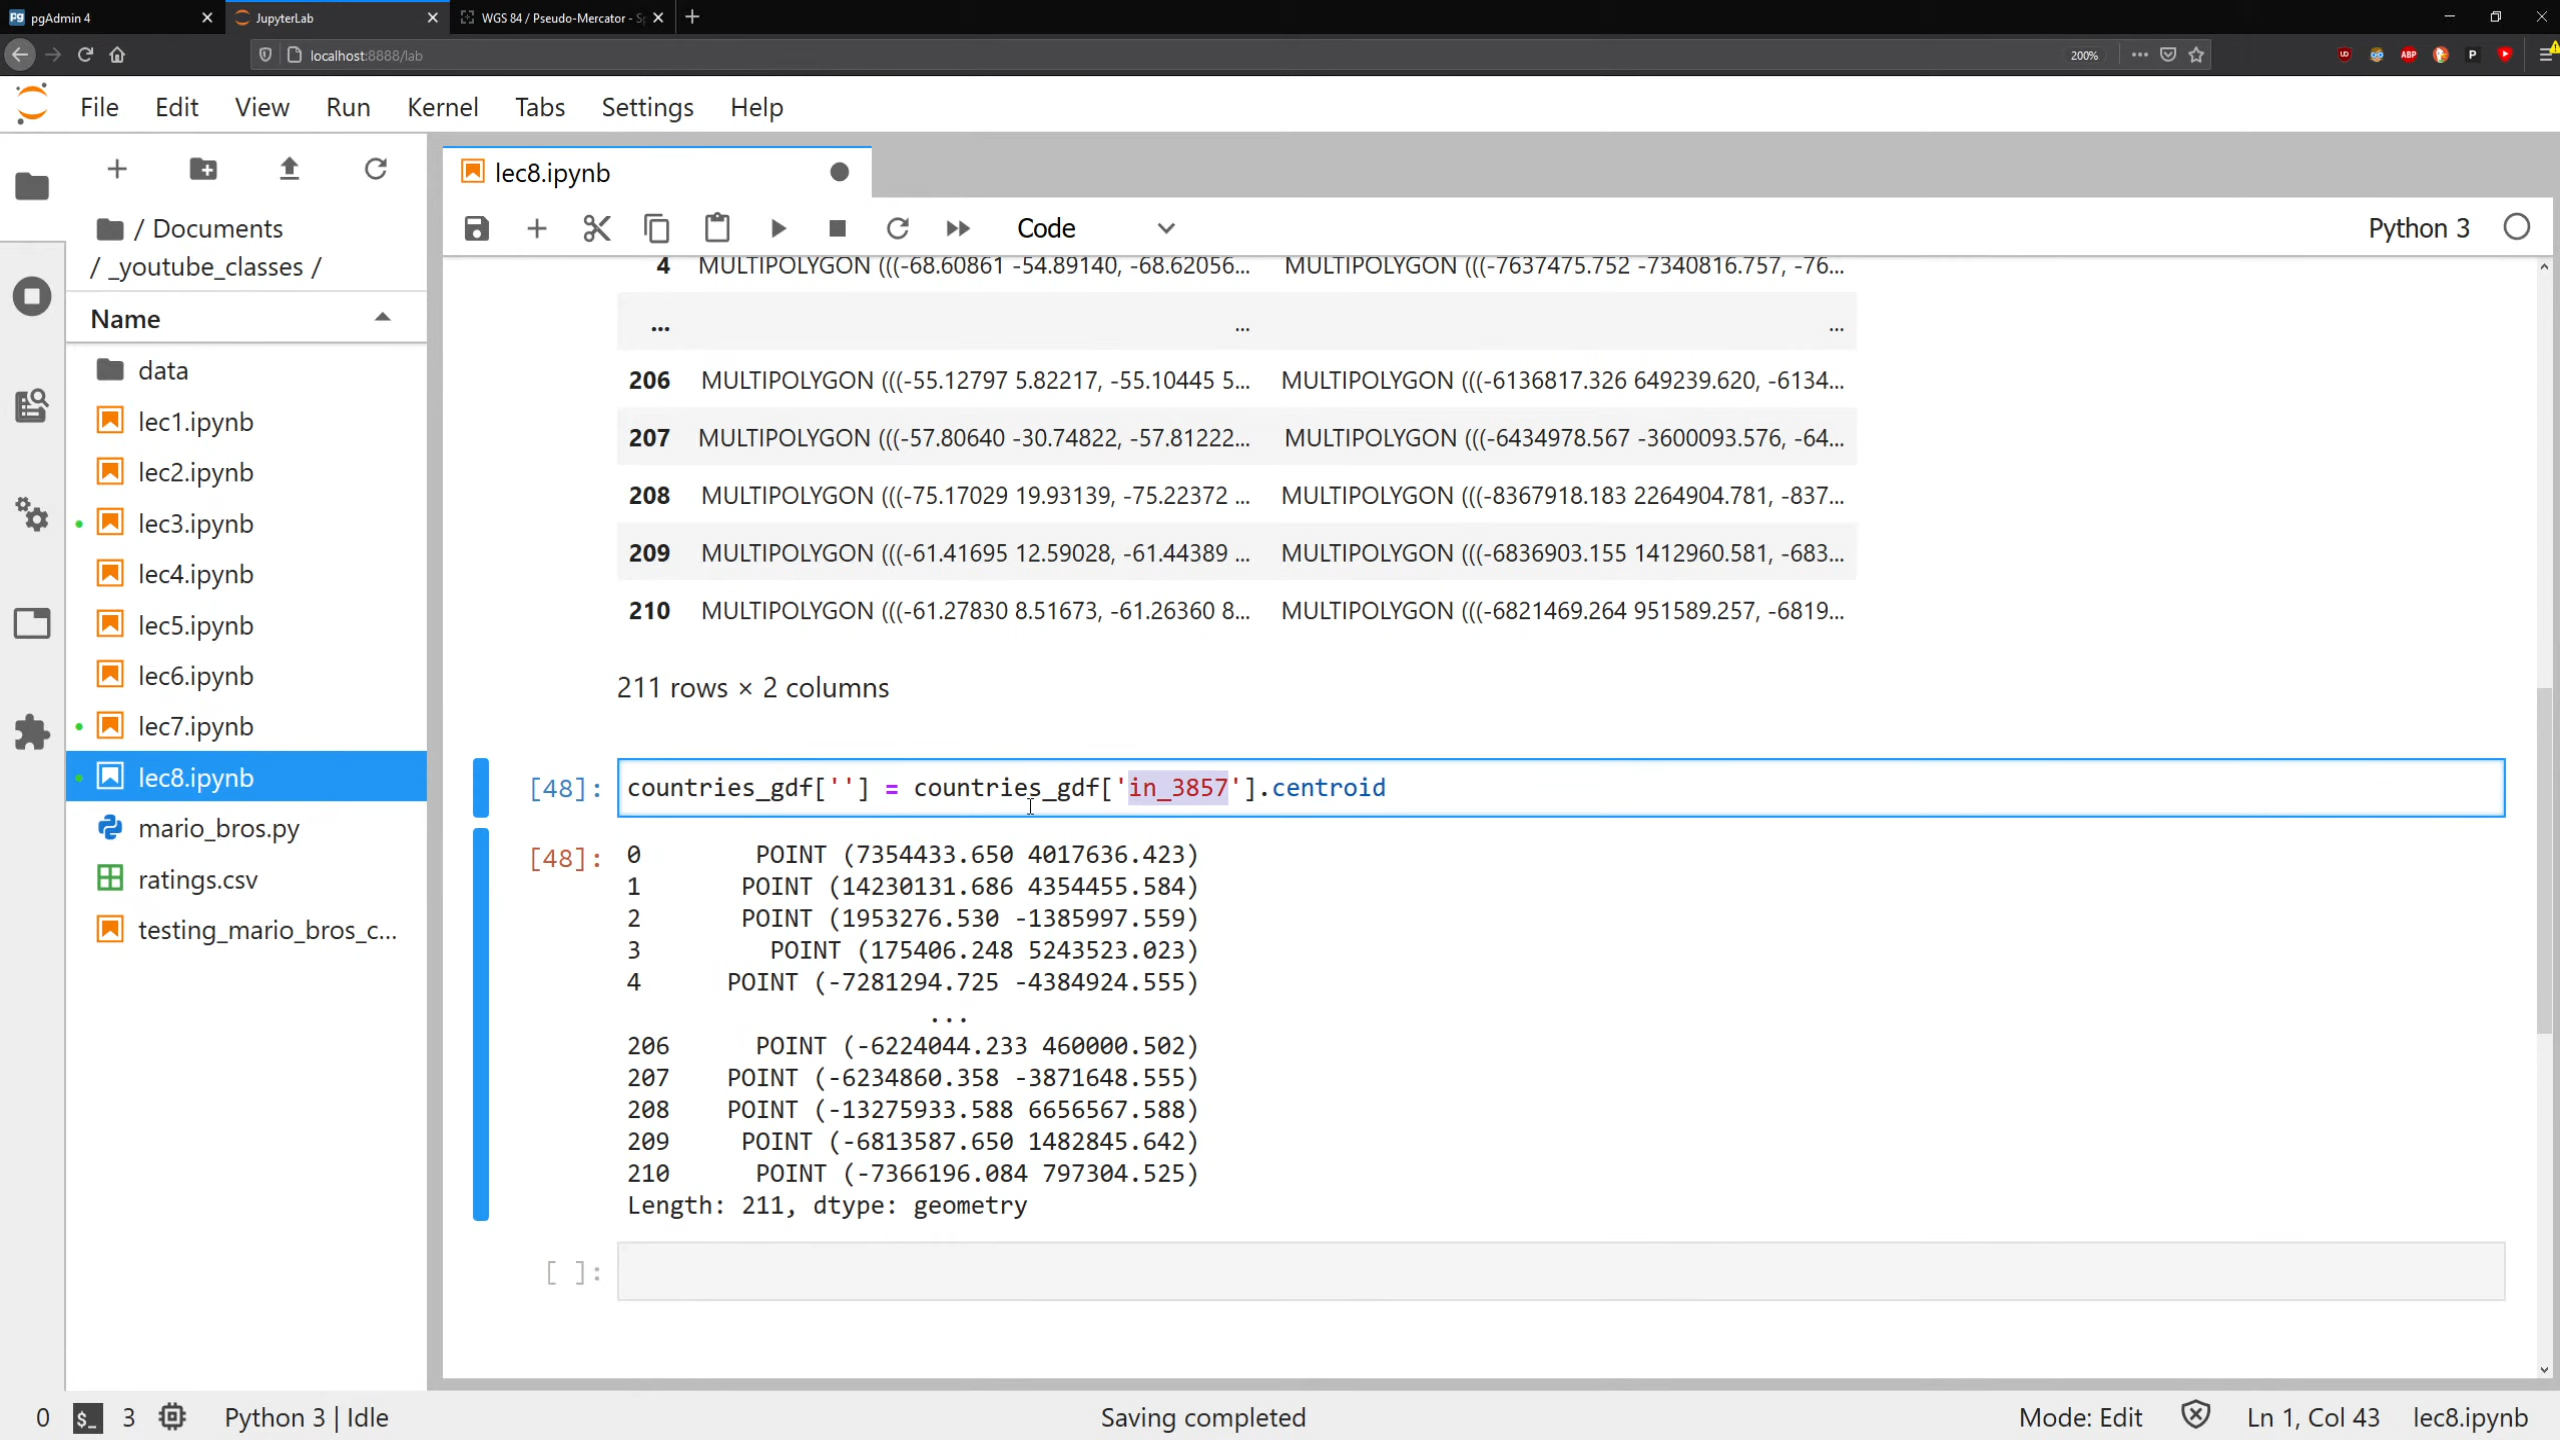 pgAdmin 4
JupyterLab
WGS 84 / Pseudo-Mercator - Sp
localhost:8888/lab
200%
UD
ABP
P
File Edit View Run Kernel Tabs Settings Help
lec8.ipynb
/ Documents
/ _youtube_classes /
Code
Python 3
Name
data
lec1.ipynb
lec2.ipynb
lec3.ipynb
lec4.ipynb
lec5.ipynb
lec6.ipynb
lec7.ipynb
lec8.ipynb
mario_bros.py
ratings.csv
testing_mario_bros_c...
4 MULTIPOLYGON (((-68.60861 -54.89140, -68.62056... MULTIPOLYGON (((-7637475.752 -7340816.757, -76...
... ... ...
206 MULTIPOLYGON (((-55.12797 5.82217, -55.10445 5... MULTIPOLYGON (((-6136817.326 649239.620, -6134...
207 MULTIPOLYGON (((-57.80640 -30.74822, -57.81222... MULTIPOLYGON (((-6434978.567 -3600093.576, -64...
208 MULTIPOLYGON (((-75.17029 19.93139, -75.22372 ... MULTIPOLYGON (((-8367918.183 2264904.781, -837...
209 MULTIPOLYGON (((-61.41695 12.59028, -61.44389 ... MULTIPOLYGON (((-6836903.155 1412960.581, -683...
210 MULTIPOLYGON (((-61.27830 8.51673, -61.26360 8... MULTIPOLYGON (((-6821469.264 951589.257, -6819...
211 rows × 2 columns
[48]: countries_gdf[''] = countries_gdf['in_3857'].centroid
[48]: 0 POINT (7354433.650 4017636.423)
1 POINT (14230131.686 4354455.584)
2 POINT (1953276.530 -1385997.559)
3 POINT (175406.248 5243523.023)
4 POINT (-7281294.725 -4384924.555)
...
206 POINT (-6224044.233 460000.502)
207 POINT (-6234860.358 -3871648.555)
208 POINT (-13275933.588 6656567.588)
209 POINT (-6813587.650 1482845.642)
210 POINT (-7366196.084 797304.525)
Length: 211, dtype: geometry
[ ]:
0 $_ 3 Python 3 | Idle Saving completed Mode: Edit Ln 1, Col 43 lec8.ipynb